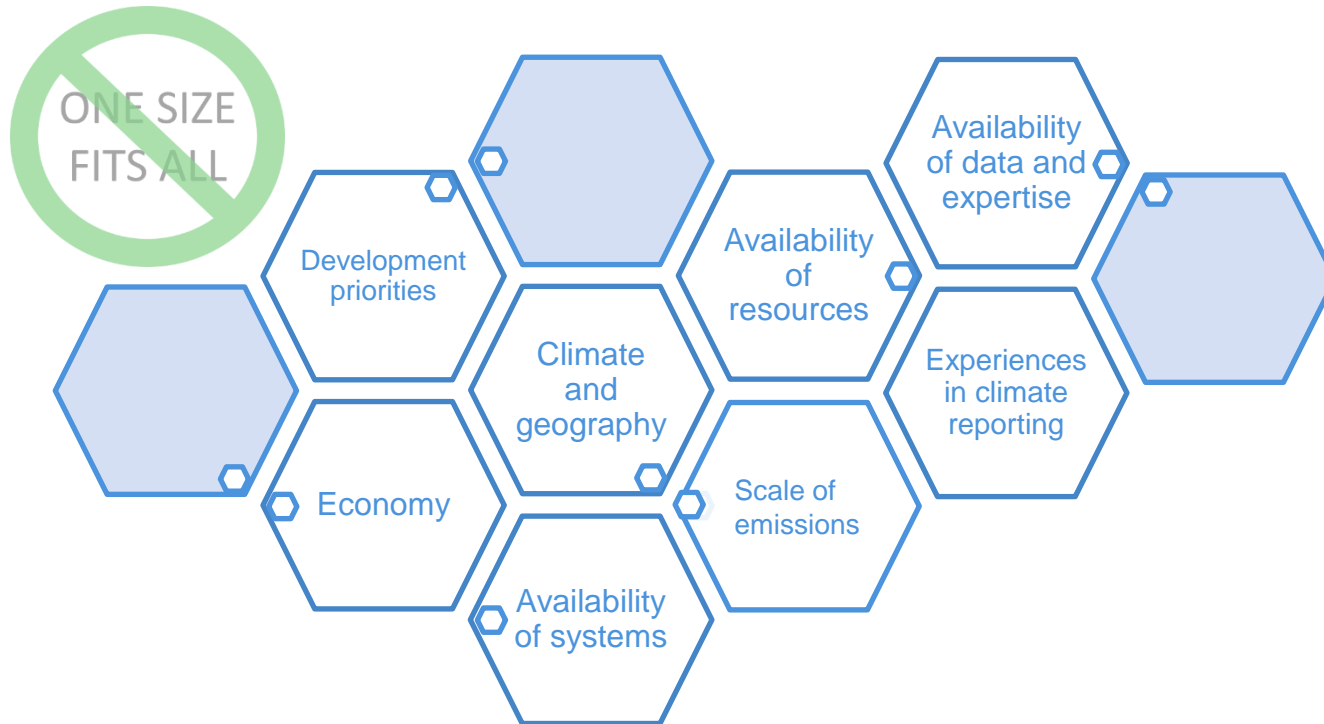 ONE SIZE
FITS ALL
Development
priorities
Economy
Climate
and
geography
Availability
of systems
Availability
of
resources
Scale of
emissions
Availability
of data and
expertise
Experiences
in climate
reporting